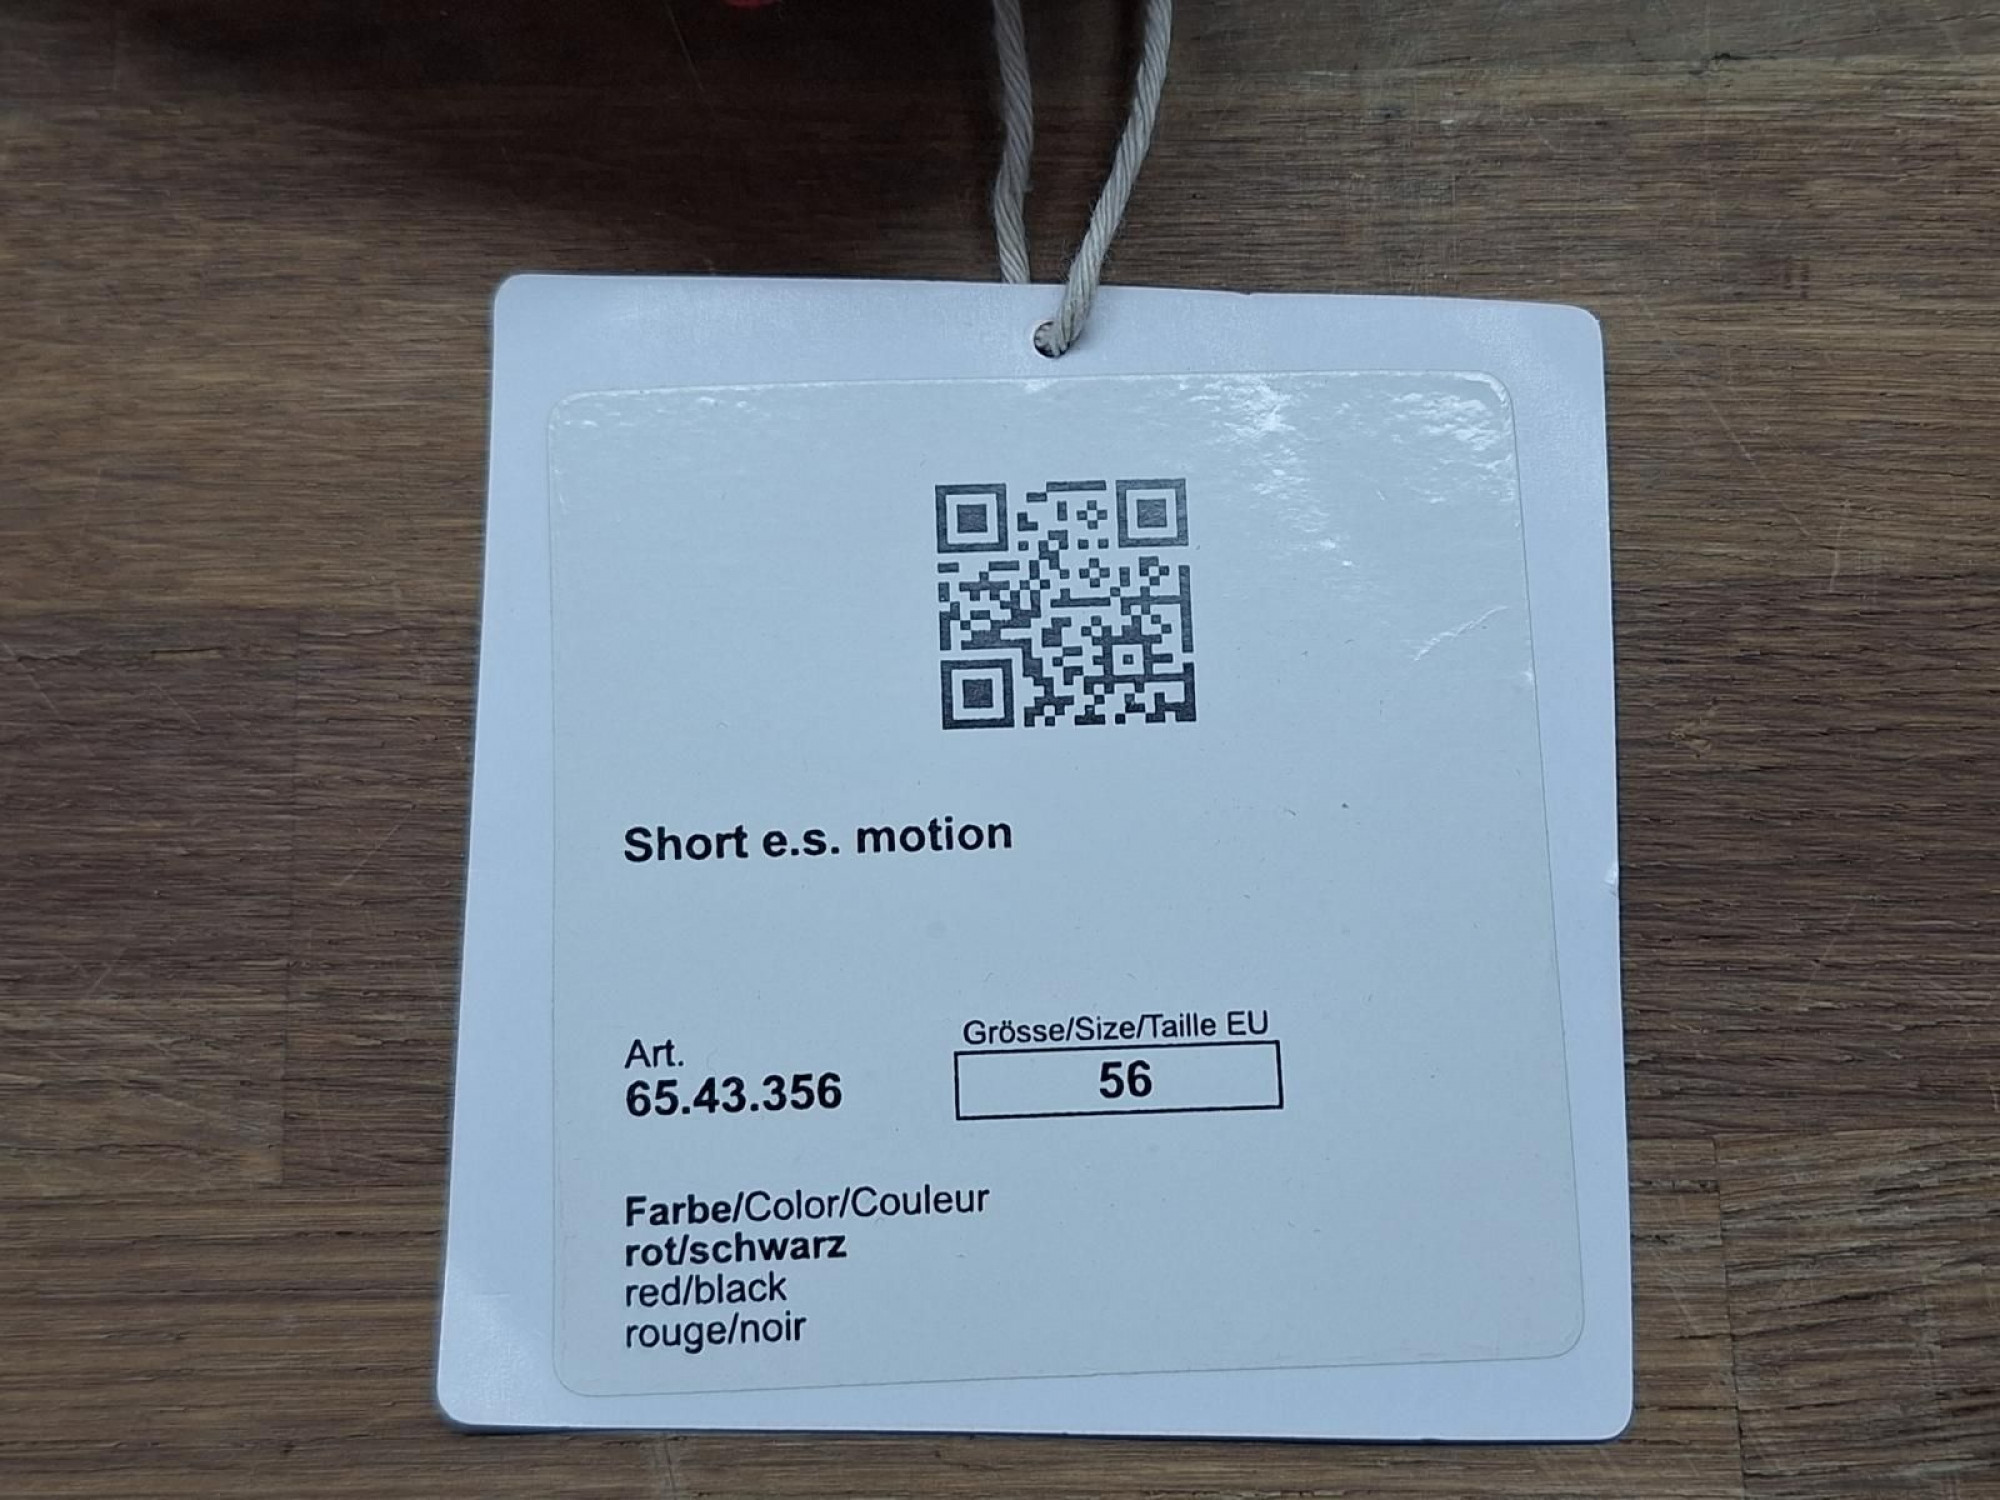 Short e.s. motion
Art.
65.43.356
Grösse/Size/Taille EU
56
Farbe/Color/Couleur
rot/schwarz
red/black
rouge/noir